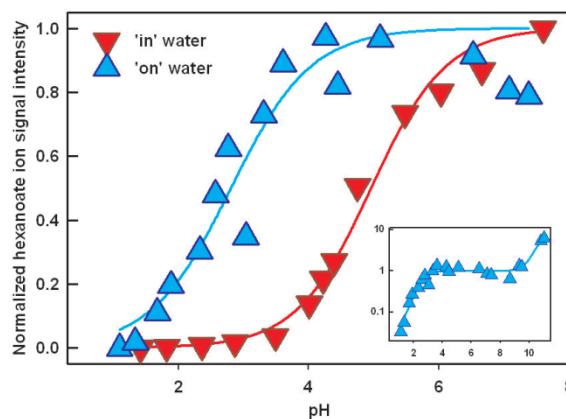 Normalized hexanoate ion signal intensity
1.0
0.8
0.6
0.4
0.2
0.0
'in' water
'on' water
10
1
0.1
2 4 6 8 10
2 4 6 8
pH